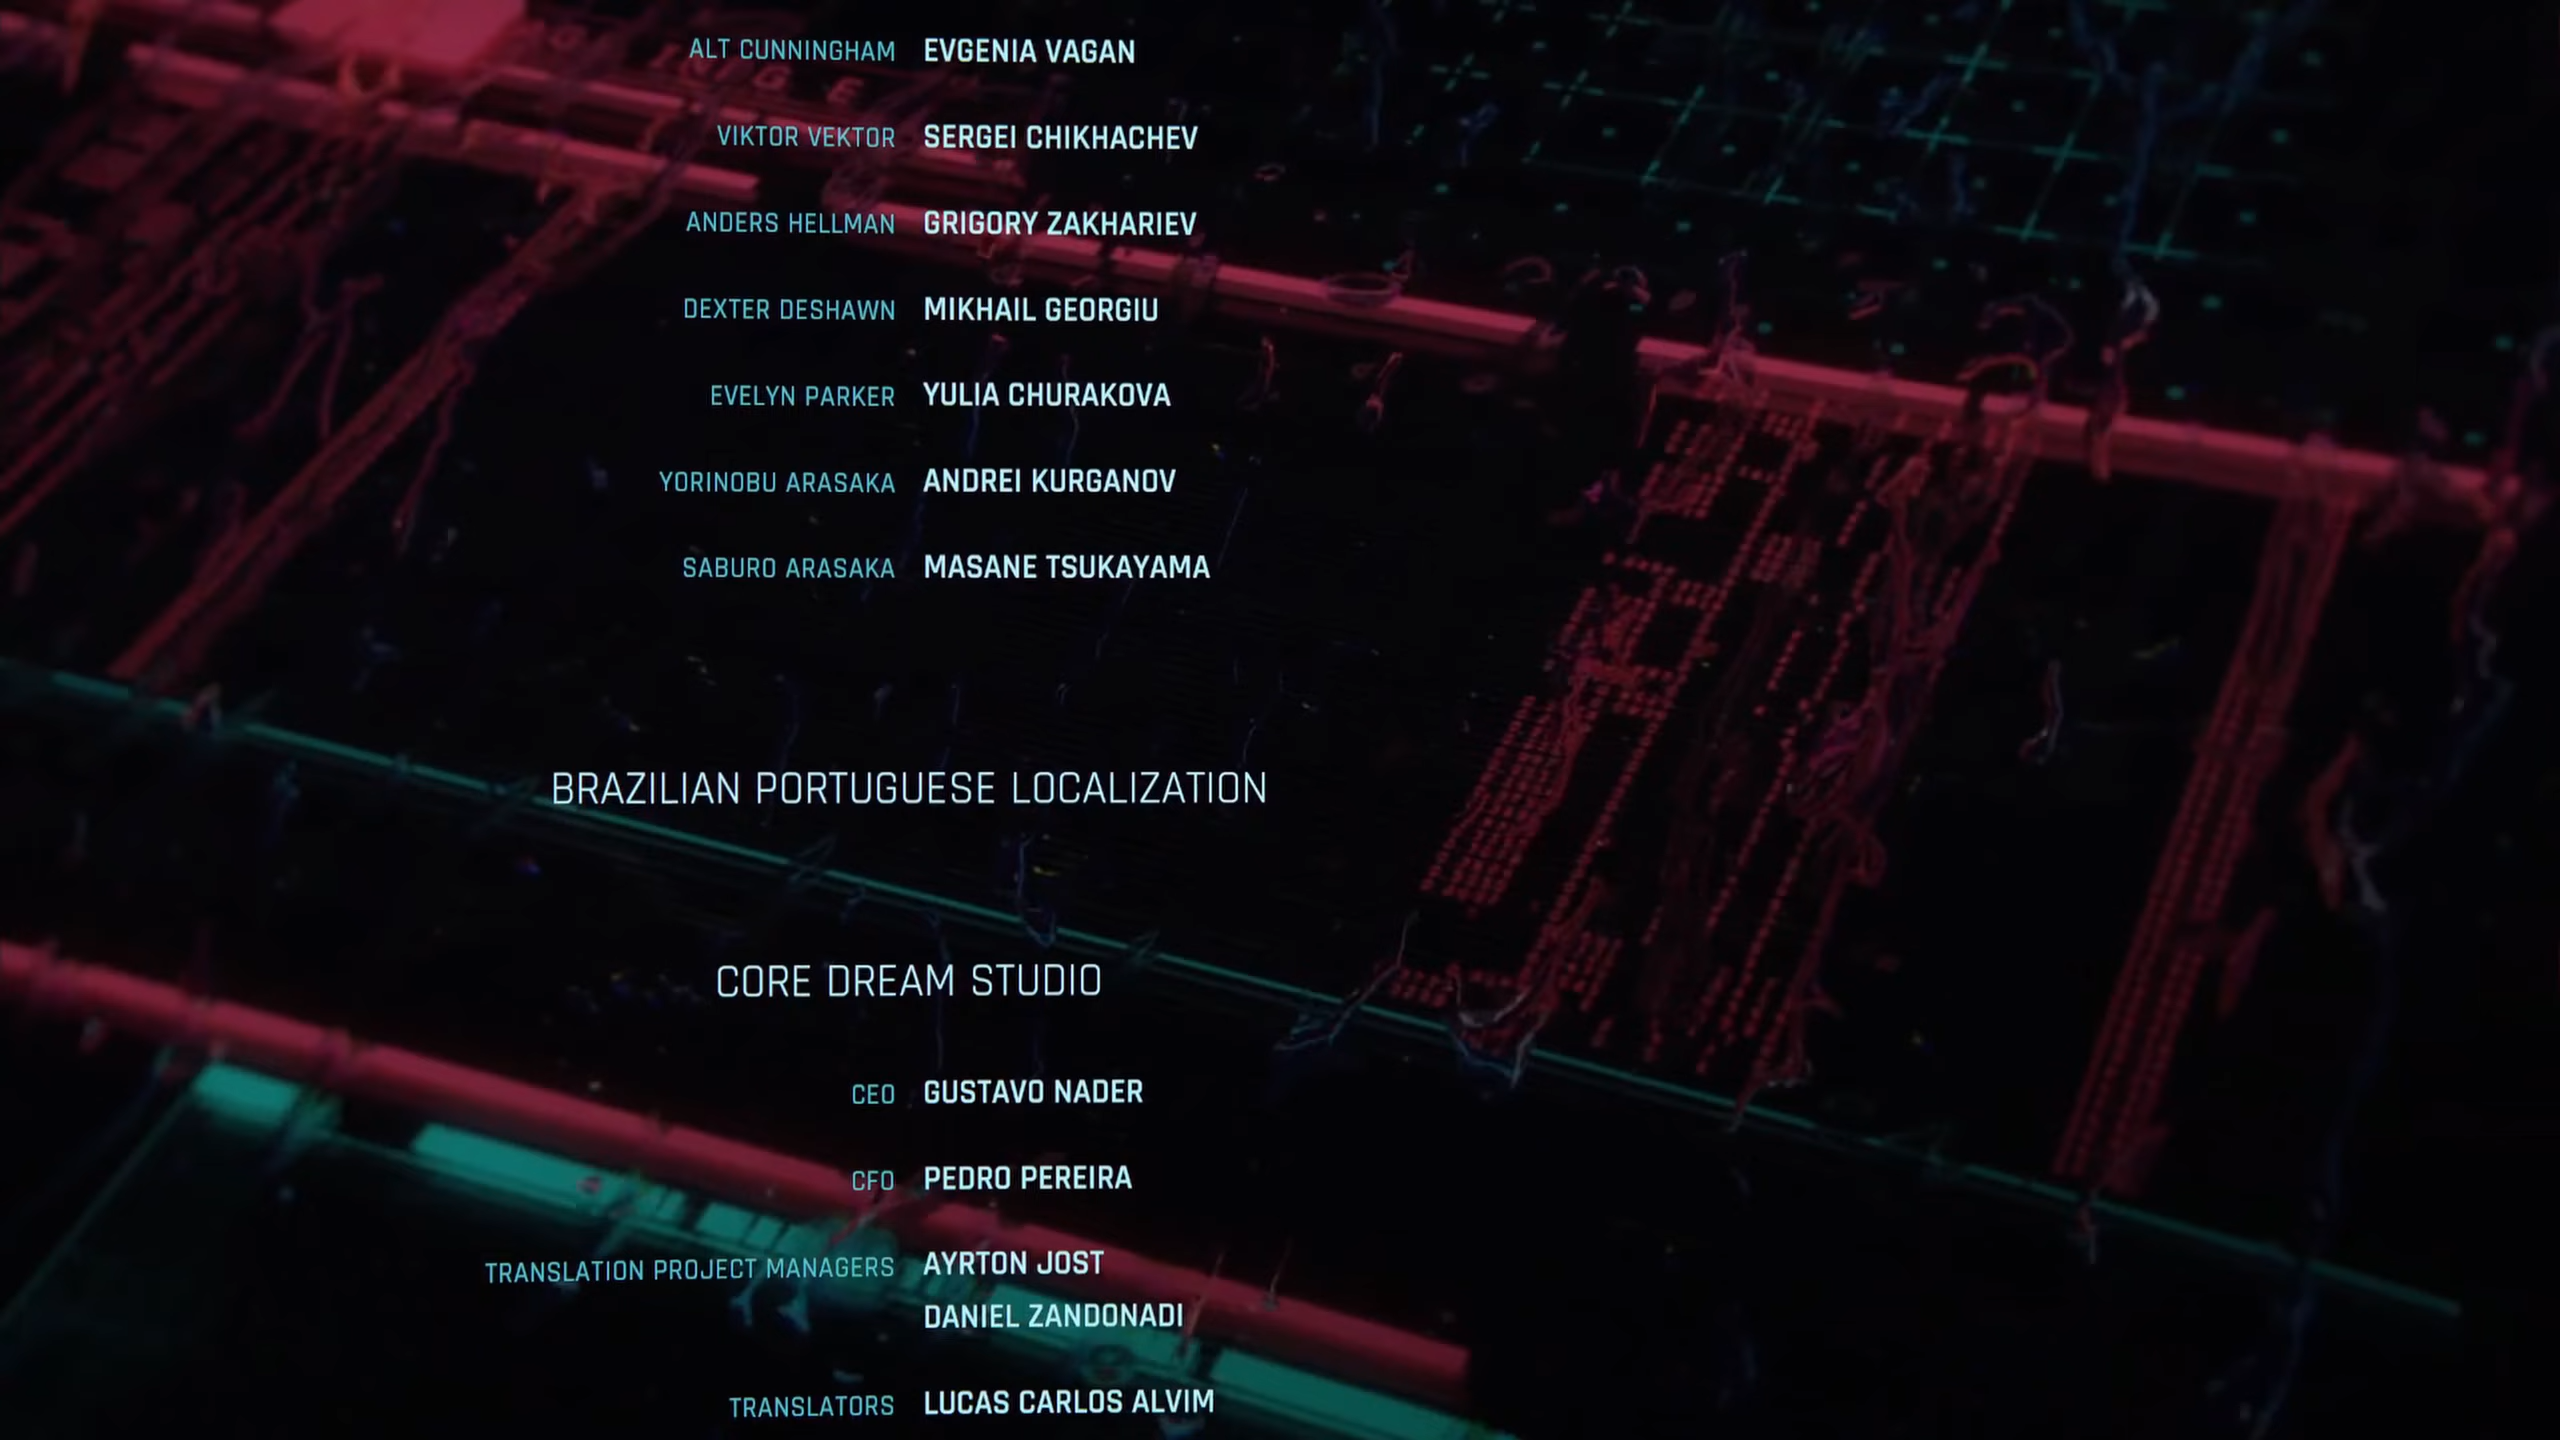 ALT CUNNINGHAM EVGENIA VAGAN
VIKTOR VEKTOR SERGEI CHIKHACHEV
ANDERS HELLMAN GRIGORY ZAKHARIEV
DEXTER DESHAWN MIKHAIL GEORGIU
EVELYN PARKER YULIA CHURAKOVA
YORINOBU ARASAKA ANDREI KURGANOV
SABURO ARASAKA MASANE TSUKAYAMA
BRAZILIAN PORTUGUESE LOCALIZATION
CORE DREAM STUDIO
CEO GUSTAVO NADER
CFO PEDRO PEREIRA
TRANSLATION PROJECT MANAGERS AYRTON JOST
DANIEL ZANDONADI
TRANSLATORS LUCAS CARLOS ALVIM